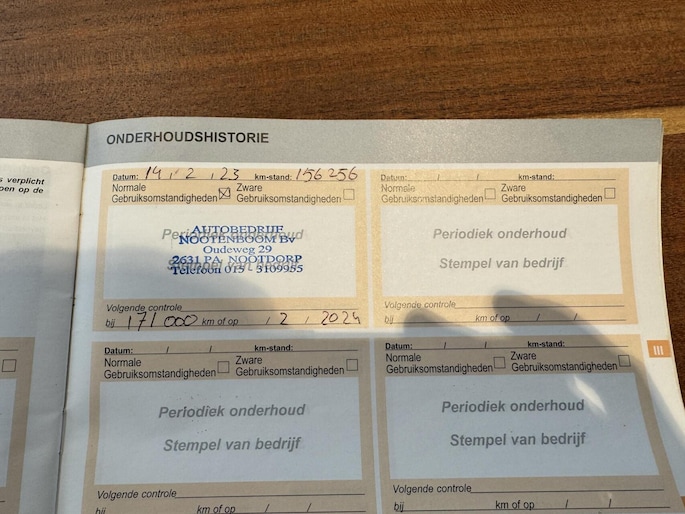 ONDERHOUDSHISTORIE
s verplicht
pen op de
Datum: 14 , 2 , 23 km-stand: 156 256
Normale Gebruiksomstandigheden Zware Gebruiksomstandigheden
Periodiek onderhoud
Stempel van bedrijf
AUTOBEDRIJF
NOOTENBOOM Bv
Oudeweg 29
2631 PA NOOTDORP
Telefoon 015 - 3109955
Volgende controle
bij 171 000 km of op / 2 / 2024
Datum: / / km-stand:
Normale Gebruiksomstandigheden Zware Gebruiksomstandigheden
Periodiek onderhoud
Stempel van bedrijf
Volgende controle
bij km of op / /
III
Datum: / / km-stand:
Normale Gebruiksomstandigheden Zware Gebruiksomstandigheden
Periodiek onderhoud
Stempel van bedrijf
Volgende controle
bij km of op / /
Datum: / / km-stand:
Normale Gebruiksomstandigheden Zware Gebruiksomstandigheden
Periodiek onderhoud
Stempel van bedrijf
Volgende controle
bij km of op / /